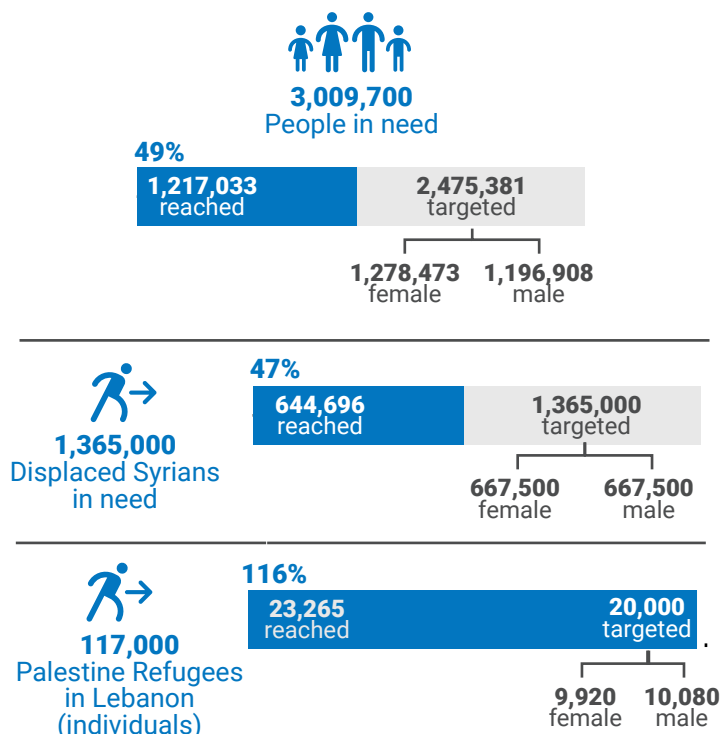 3,009,700
People in need
49%
1,217,033
reached
2,475,381
targeted
1,278,473
female
1,196,908
male
47%
644,696
reached
1,365,000
targeted
667,500
female
667,500
male
1,365,000
Displaced Syrians
in need
116%
23,265
reached
20,000
targeted
.
9,920
female
10,080
male
117,000
Palestine Refugees
in Lebanon
(individuals)